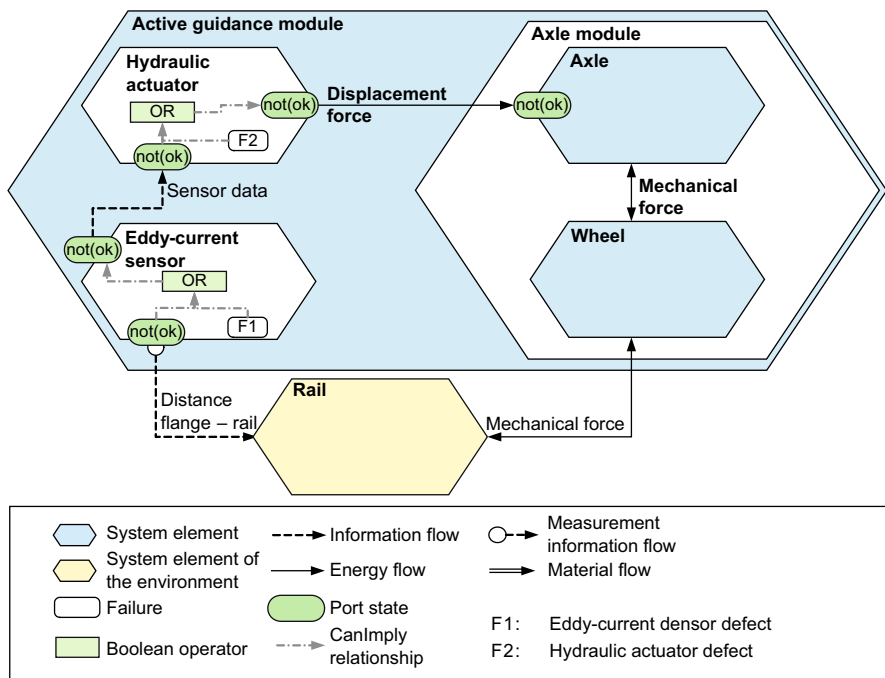 Active guidance module
Axle module
Hydraulic
actuator
Axle
OR
not(ok)
Displacement
force
not(ok)
F2
not(ok)
Sensor data
Mechanical
force
Wheel
not(ok)
Eddy-current
sensor
OR
not(ok)
F1
Distance
flange – rail
Rail
Mechanical force
System element
Information flow
Measurement
information flow
System element of
the environment
Energy flow
Material flow
Failure
Port state
F1: Eddy-current densor defect
Boolean operator
CanImply
relationship
F2: Hydraulic actuator defect